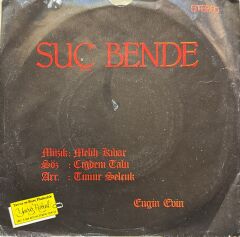 STEREO
SUÇ BENDE
Müzik: Melih Kibar
Söz : Çiğdem Talu
Arr. : Timur Selçuk
Engin Evin